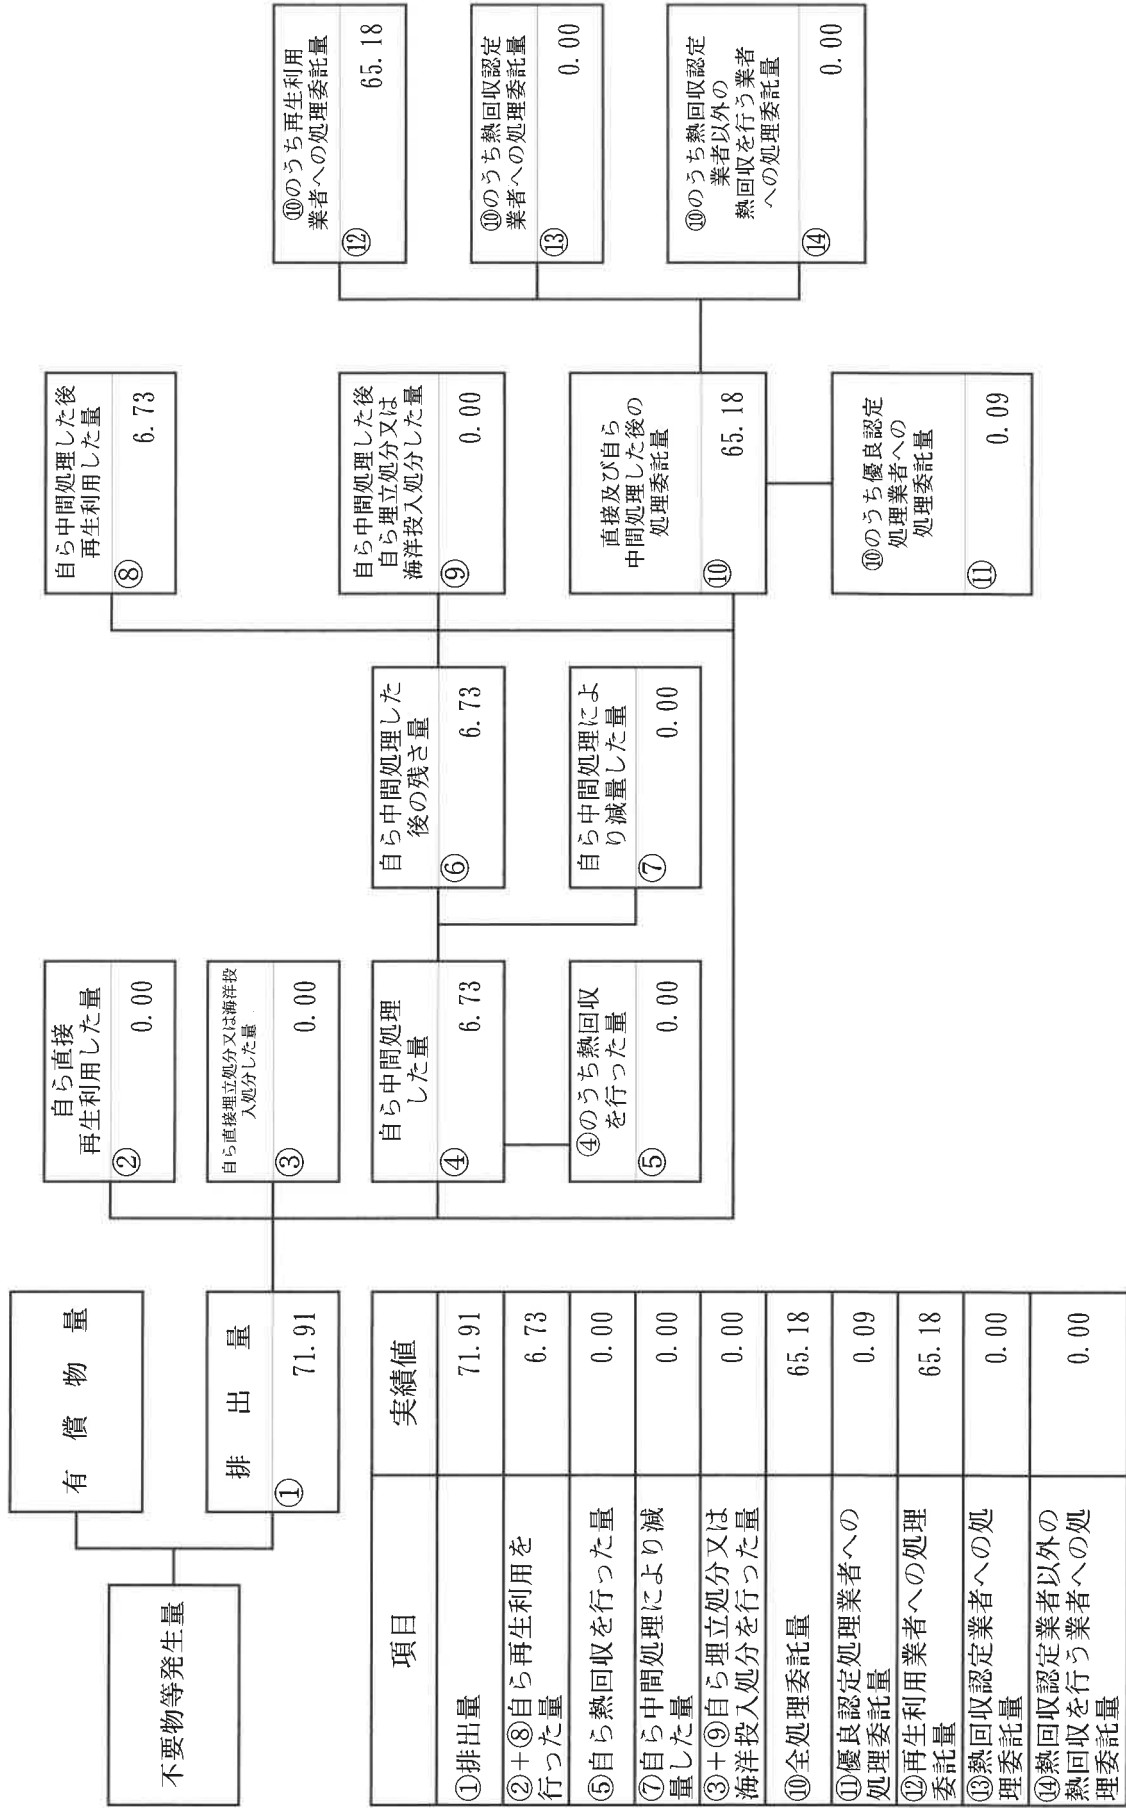 不要物等発生量
有償物量
排出量
① 71.91
自ら直接
再生利用した量
② 0.00
自ら直接埋立処分又は海洋投
入処分した量
③ 0.00
自ら中間処理
した量
④ 6.73
④のうち熱回収
を行った量
⑤ 0.00
自ら中間処理した
後の残さ量
⑥ 6.73
自ら中間処理によ
り減量した量
⑦ 0.00
自ら中間処理した後
再生利用した量
⑧ 6.73
自ら中間処理した後
自ら埋立処分又は
海洋投入処分した量
⑨ 0.00
直接及び自ら
中間処理した後の
処理委託量
⑩ 65.18
⑩のうち優良認定
処理業者への
処理委託量
⑪ 0.09
⑩のうち再生利用
業者への処理委託量
⑫ 65.18
⑩のうち熱回収認定
業者への処理委託量
⑬ 0.00
⑩のうち熱回収認定
業者以外の
熱回収を行う業者
への処理委託量
⑭ 0.00
項目 実績値
①排出量 71.91
②+⑧自ら再生利用を
行った量 6.73
⑤自ら熱回収を行った量 0.00
⑦自ら中間処理により減
量した量 0.00
③+⑨自ら埋立処分又は
海洋投入処分を行った量 0.00
⑩全処理委託量 65.18
⑪優良認定処理業者への
処理委託量 0.09
⑫再生利用業者への処理
委託量 65.18
⑬熱回収認定業者への処
理委託量 0.00
⑭熱回収認定業者以外の
熱回収を行う業者への処
理委託量 0.00